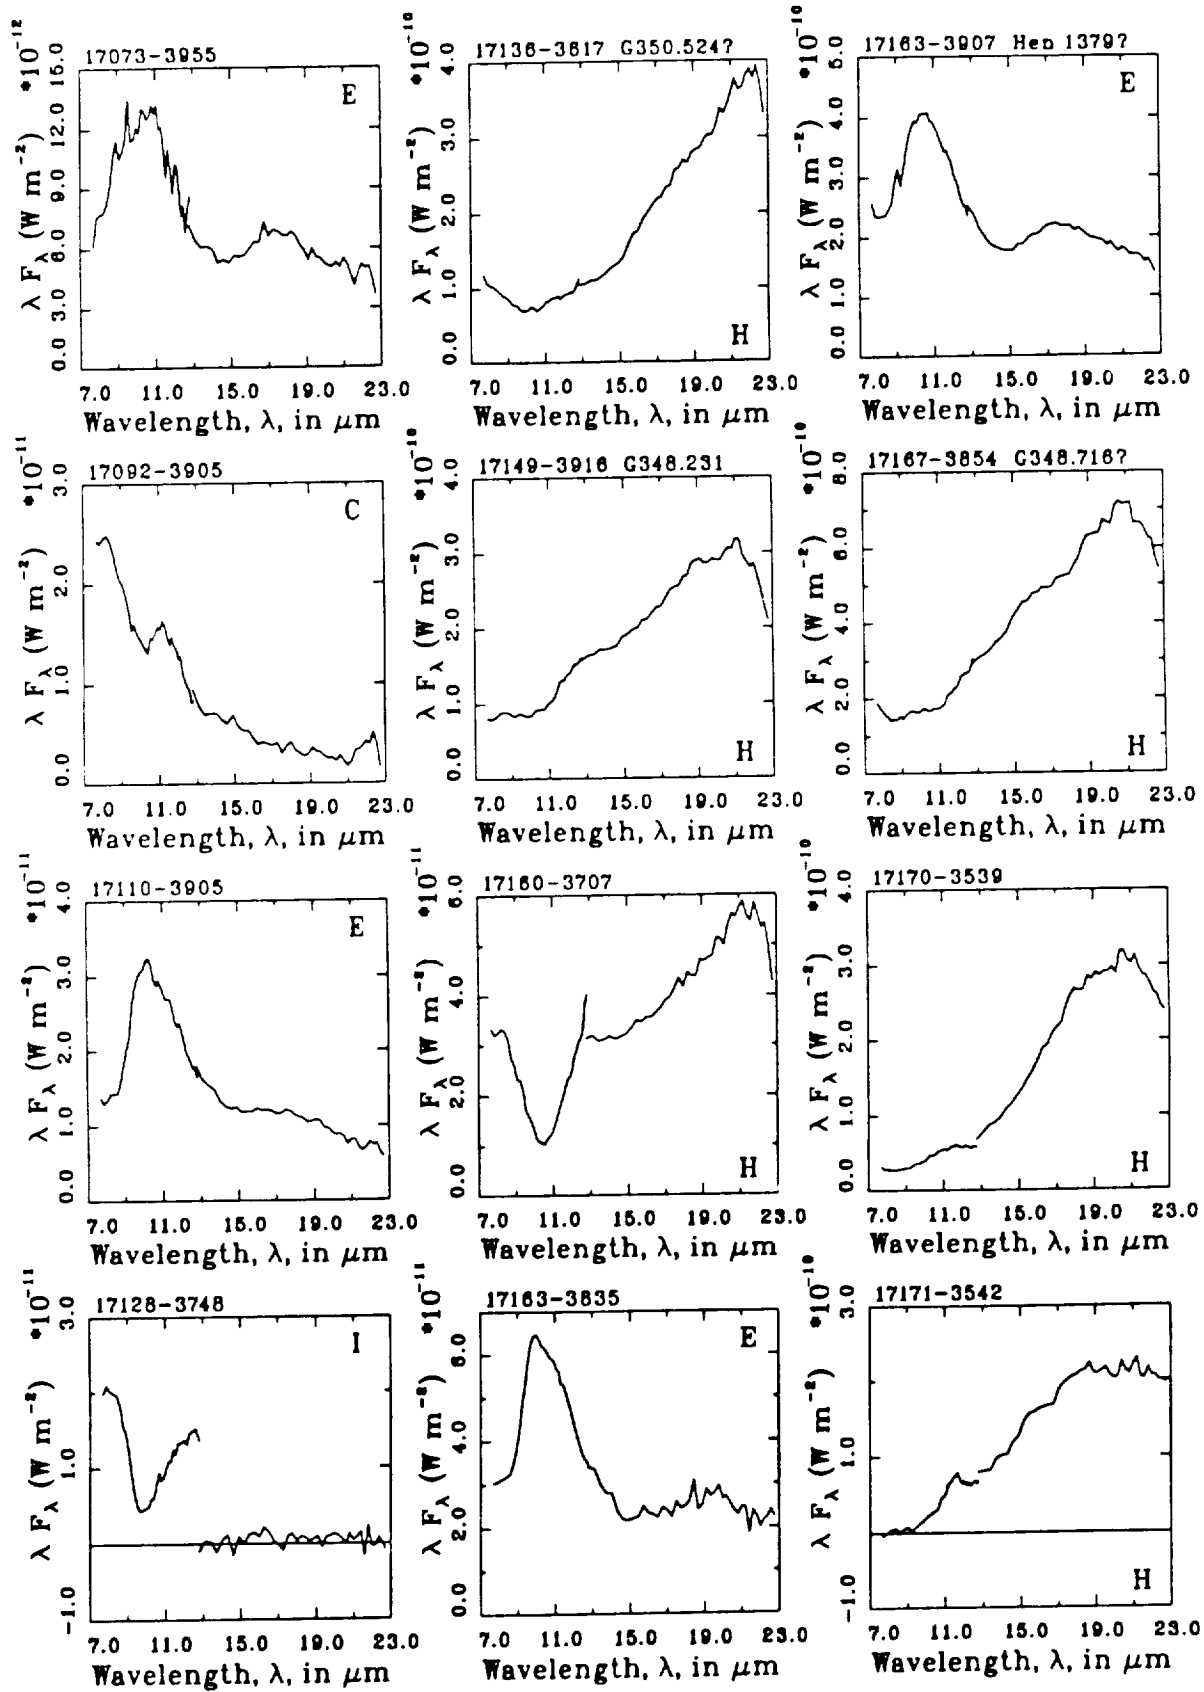 17073-3955
*10⁻¹²
E
λ F_λ (W m⁻²)
0.0 3.0 6.0 9.0 12.0 15.0
7.0 11.0 15.0 19.0 23.0
Wavelength, λ, in μm
17136-3617 G350.524?
*10⁻¹⁰
H
λ F_λ (W m⁻²)
0.0 1.0 2.0 3.0 4.0
7.0 11.0 15.0 19.0 23.0
Wavelength, λ, in μm
17163-3907 Hen 1379?
*10⁻¹⁰
E
λ F_λ (W m⁻²)
0.0 1.0 2.0 3.0 4.0 5.0
7.0 11.0 15.0 19.0 23.0
Wavelength, λ, in μm
17092-3905
*10⁻¹¹
C
λ F_λ (W m⁻²)
0.0 1.0 2.0 3.0
7.0 11.0 15.0 19.0 23.0
Wavelength, λ, in μm
17149-3916 G348.231
*10⁻¹⁰
H
λ F_λ (W m⁻²)
0.0 1.0 2.0 3.0 4.0
7.0 11.0 15.0 19.0 23.0
Wavelength, λ, in μm
17167-3854 G348.716?
*10⁻¹⁰
H
λ F_λ (W m⁻²)
0.0 2.0 4.0 6.0 8.0
7.0 11.0 15.0 19.0 23.0
Wavelength, λ, in μm
17110-3905
*10⁻¹¹
E
λ F_λ (W m⁻²)
0.0 1.0 2.0 3.0 4.0
7.0 11.0 15.0 19.0 23.0
Wavelength, λ, in μm
17160-3707
*10⁻¹¹
H
λ F_λ (W m⁻²)
0.0 2.0 4.0 6.0
7.0 11.0 15.0 19.0 23.0
Wavelength, λ, in μm
17170-3539
*10⁻¹⁰
H
λ F_λ (W m⁻²)
0.0 1.0 2.0 3.0 4.0
7.0 11.0 15.0 19.0 23.0
Wavelength, λ, in μm
17128-3748
*10⁻¹¹
I
λ F_λ (W m⁻²)
-1.0 1.0 3.0
7.0 11.0 15.0 19.0 23.0
Wavelength, λ, in μm
17163-3835
*10⁻¹¹
E
λ F_λ (W m⁻²)
0.0 2.0 4.0 6.0
7.0 11.0 15.0 19.0 23.0
Wavelength, λ, in μm
17171-3542
*10⁻¹⁰
H
λ F_λ (W m⁻²)
-1.0 1.0 3.0
7.0 11.0 15.0 19.0 23.0
Wavelength, λ, in μm